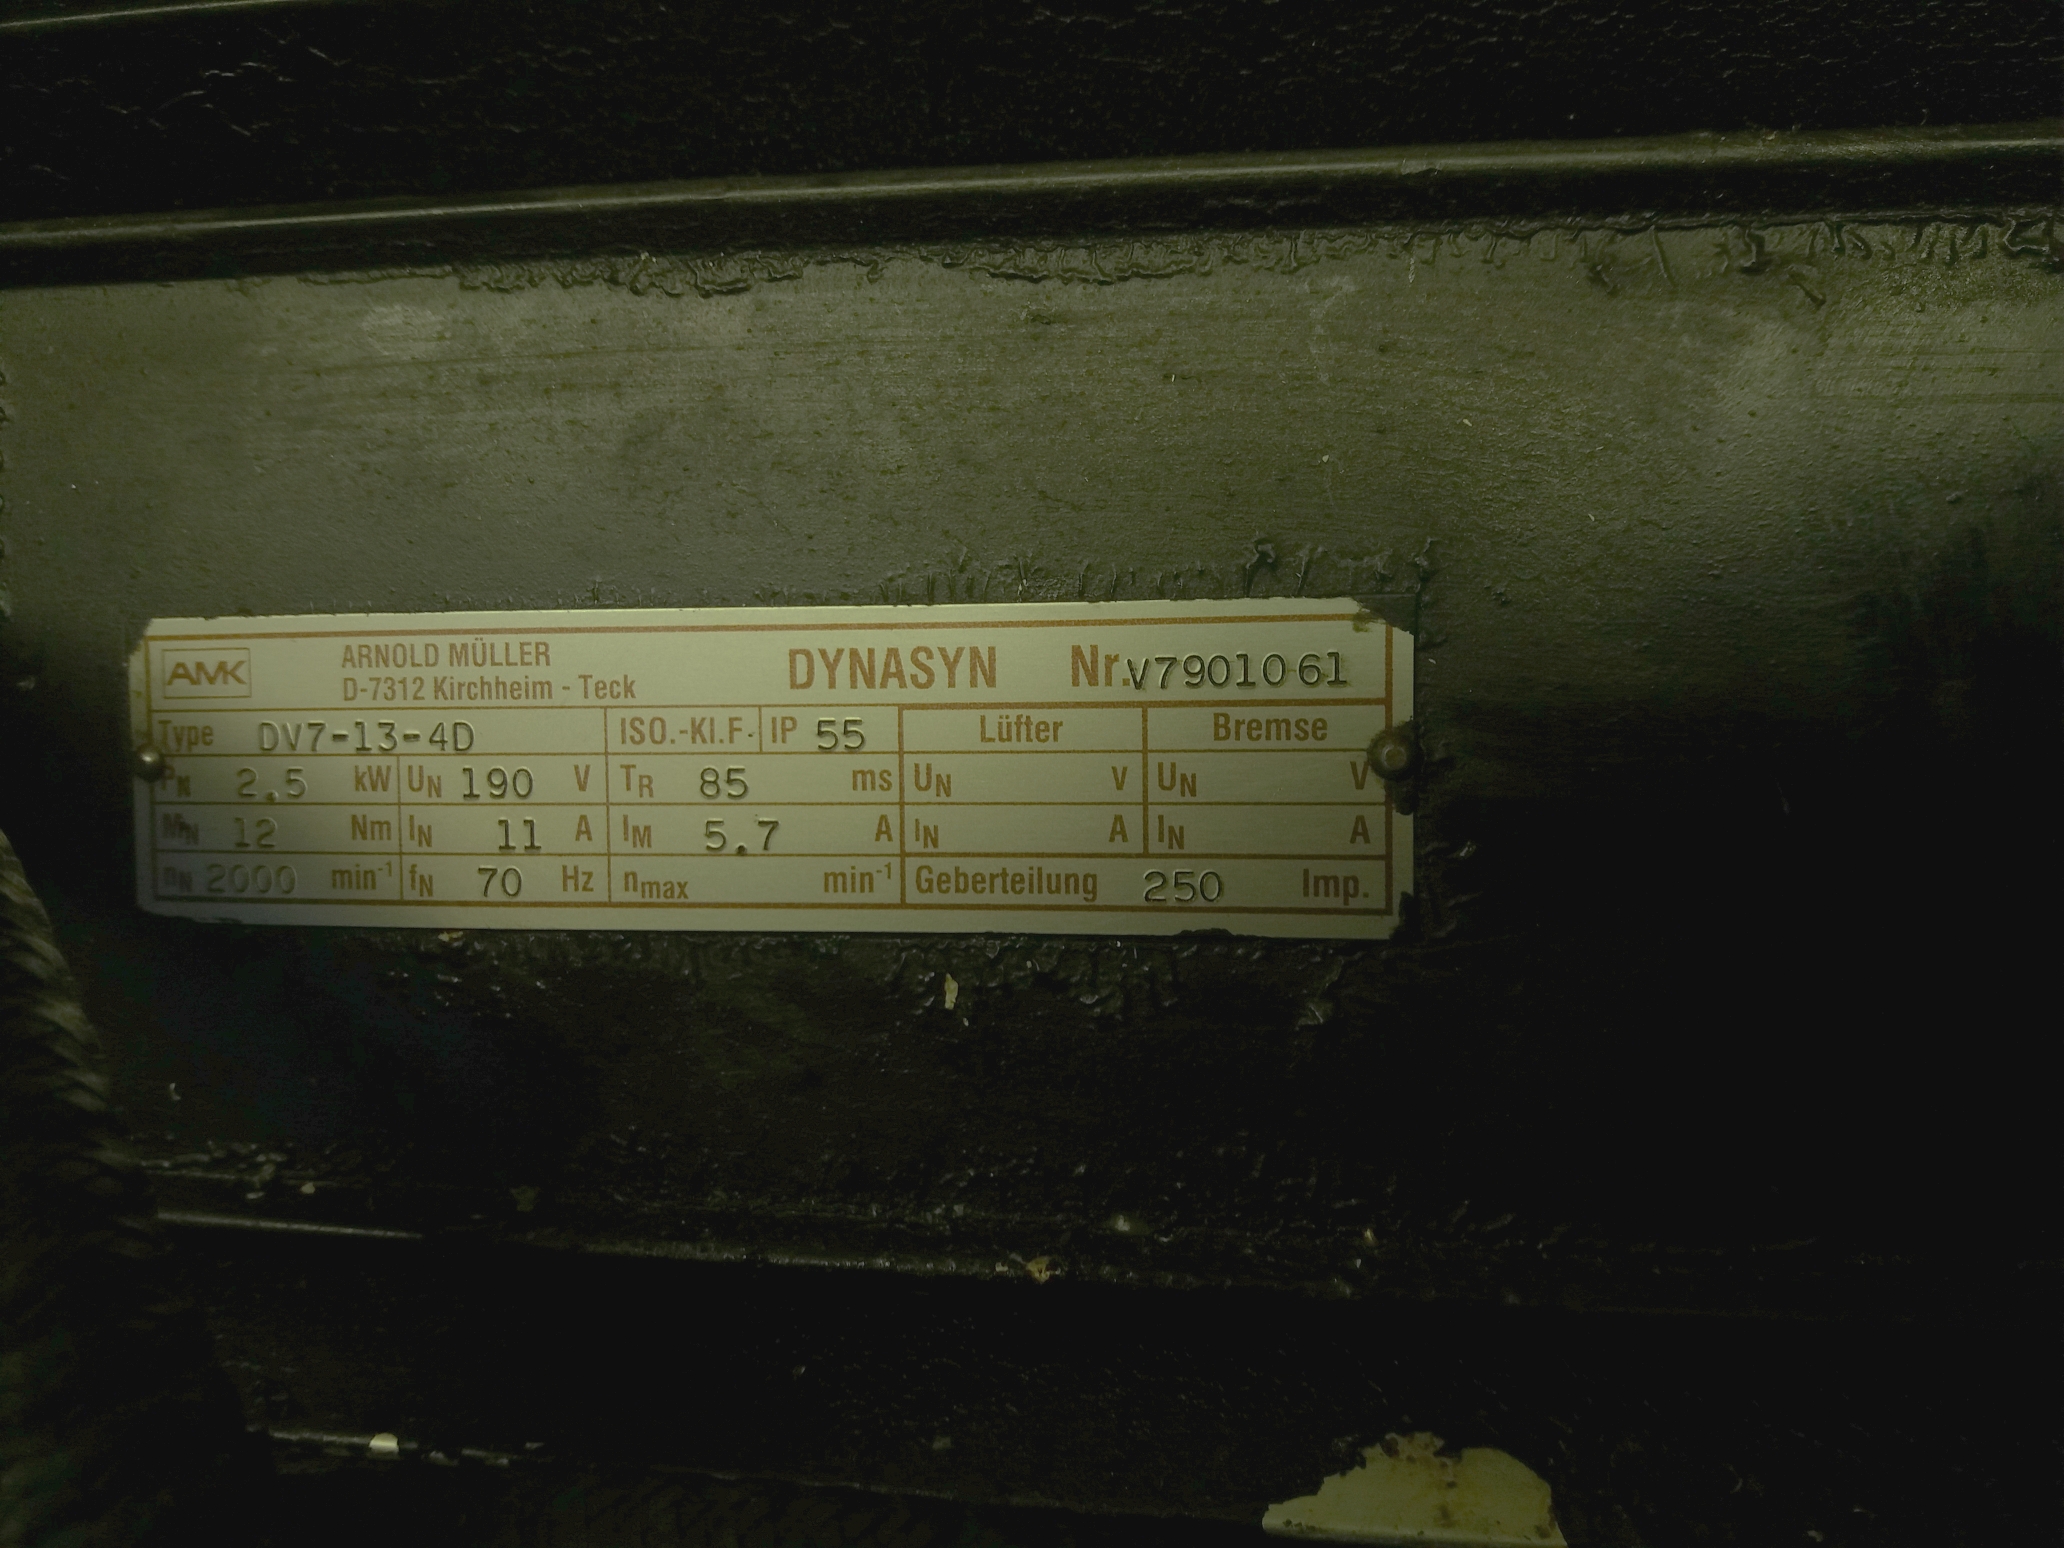 AMK ARNOLD MÜLLER DYNASYN Nr. V7901061
D-7312 Kirchheim - Teck
Type DV7-13-4D ISO.-Kl.F. IP 55 Lüfter Bremse
PN 2.5 kW UN 190 V TR 85 ms UN V UN V
MN 12 Nm IN 11 A IM 5.7 A IN A IN A
nN 2000 min-1 fN 70 Hz nmax min-1 Geberteilung 250 Imp.